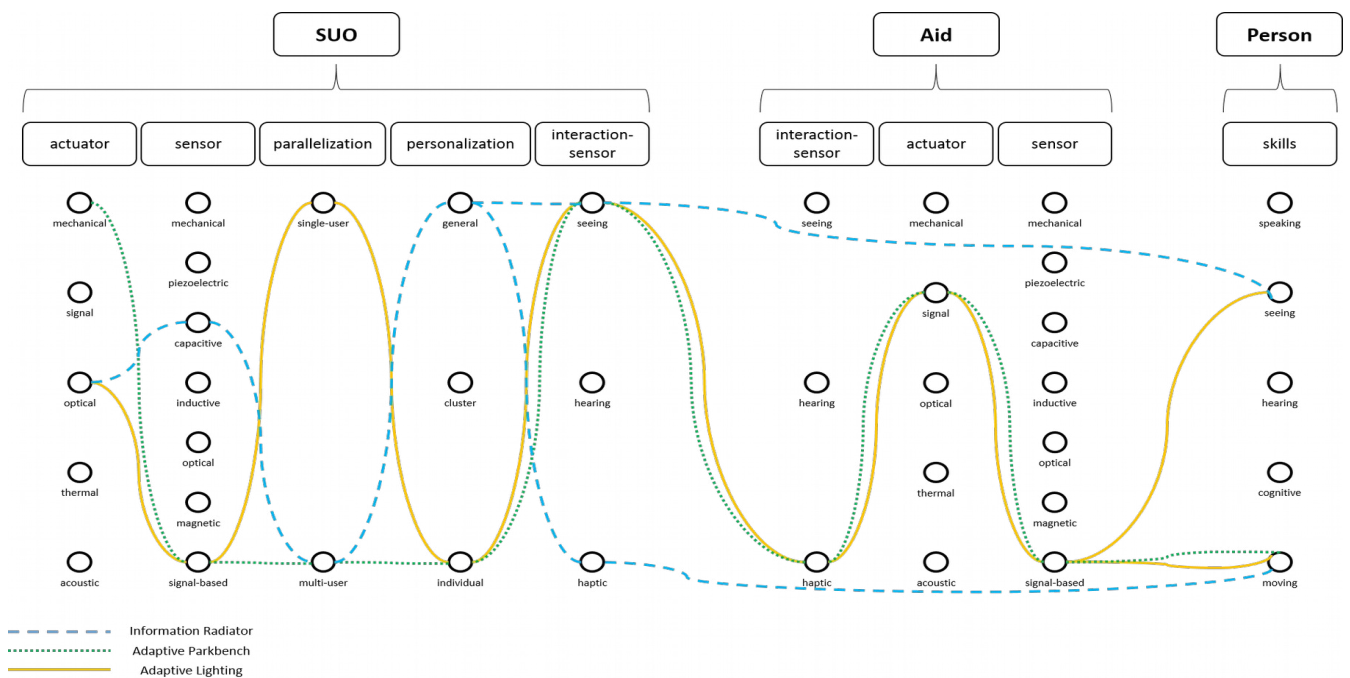 SUO
Aid
Person
actuator
sensor
parallelization
personalization
interaction-
sensor
interaction-
sensor
actuator
sensor
skills
mechanical
mechanical
single-user
general
seeing
seeing
mechanical
mechanical
speaking
piezoelectric
piezoelectric
signal
signal
seeing
capacitive
capacitive
optical
inductive
cluster
hearing
hearing
optical
inductive
hearing
optical
optical
thermal
thermal
cognitive
magnetic
magnetic
acoustic
signal-based
multi-user
individual
haptic
haptic
acoustic
signal-based
moving
Information Radiator
Adaptive Parkbench
Adaptive Lighting